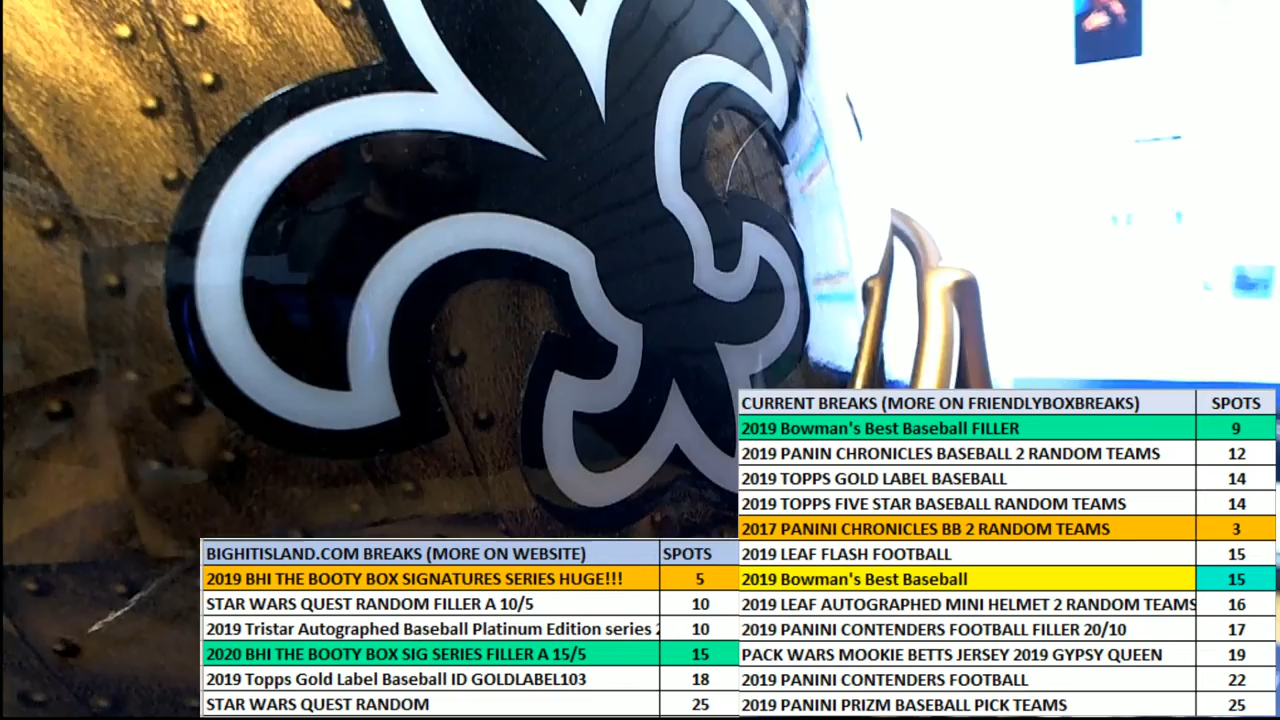 CURRENT BREAKS (MORE ON FRIENDLYBOXBREAKS) SPOTS
2019 Bowman's Best Baseball FILLER 9
2019 PANIN CHRONICLES BASEBALL 2 RANDOM TEAMS 12
2019 TOPPS GOLD LABEL BASEBALL 14
2019 TOPPS FIVE STAR BASEBALL RANDOM TEAMS 14
2017 PANINI CHRONICLES BB 2 RANDOM TEAMS 3
2019 LEAF FLASH FOOTBALL 15
2019 Bowman's Best Baseball 15
2019 LEAF AUTOGRAPHED MINI HELMET 2 RANDOM TEAMS 16
2019 PANINI CONTENDERS FOOTBALL FILLER 20/10 17
PACK WARS MOOKIE BETTS JERSEY 2019 GYPSY QUEEN 19
2019 PANINI CONTENDERS FOOTBALL 22
2019 PANINI PRIZM BASEBALL PICK TEAMS 25
BIGHITISLAND.COM BREAKS (MORE ON WEBSITE) SPOTS
2019 BHI THE BOOTY BOX SIGNATURES SERIES HUGE!!! 5
STAR WARS QUEST RANDOM FILLER A 10/5 10
2019 Tristar Autographed Baseball Platinum Edition series 2 10
2020 BHI THE BOOTY BOX SIG SERIES FILLER A 15/5 15
2019 Topps Gold Label Baseball ID GOLDLABEL103 18
STAR WARS QUEST RANDOM 25